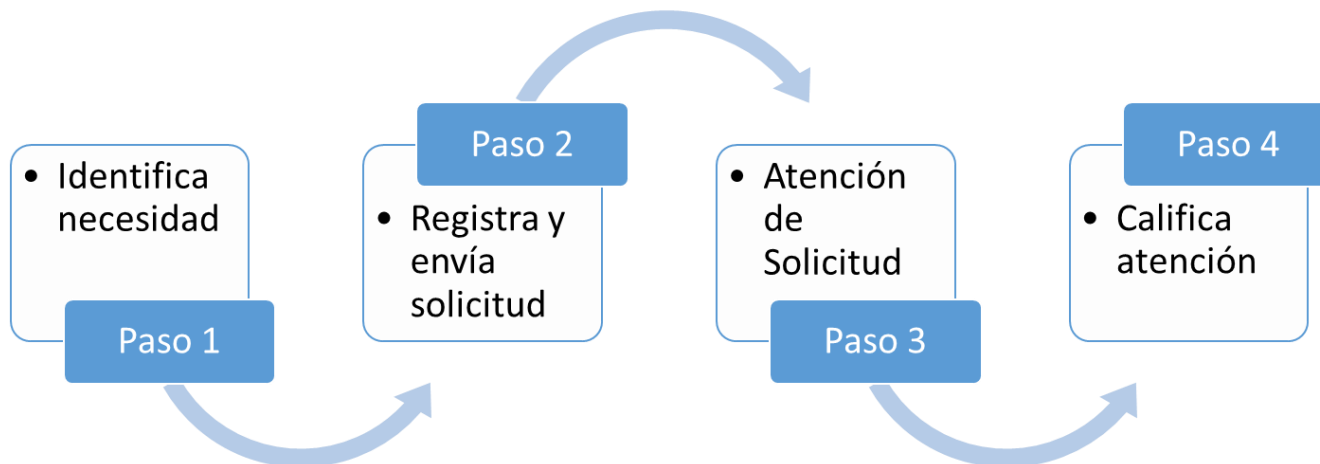 • Identifica
necesidad
Paso 1
Paso 2
• Registra y
envía
solicitud
• Atención
de
Solicitud
Paso 3
Paso 4
• Califica
atención